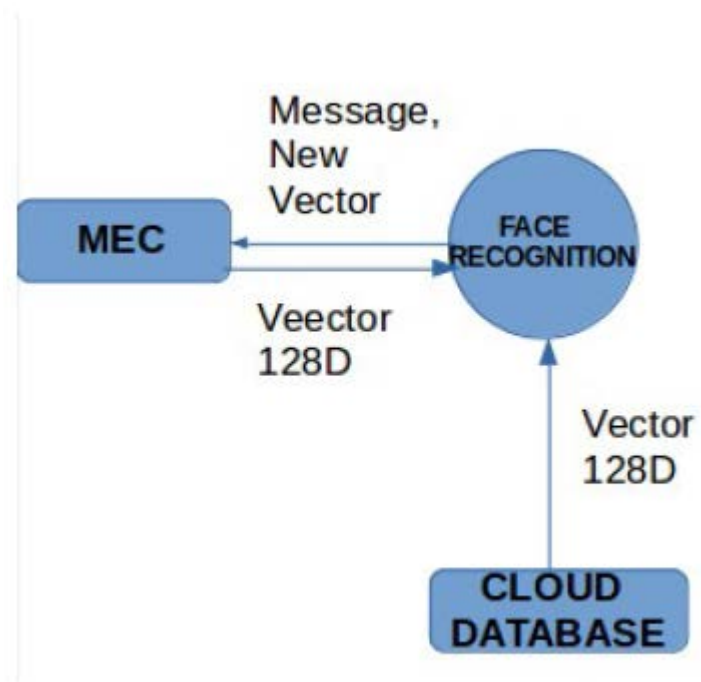 Message,
New
Vector
MEC
FACE
RECOGNITION
Veector
128D
Vector
128D
CLOUD
DATABASE